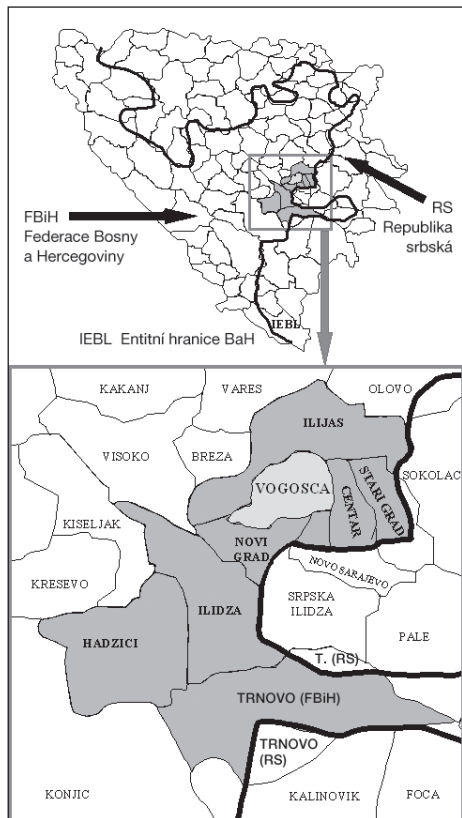 FBiH
Federace Bosny
a Hercegoviny
RS
Republika
srbská
IEBL
IEBL Entitní hranice BaH
KAKANJ
VARES
OLOVO
ILIJAS
VISOKO
BREZA
SOKOLAC
VOGOSCA
STARI GRAD
CENTAR
KISELJAK
NOVI
GRAD
NOVO SARAJEVO
KRESEVO
ILIDZA
SRPSKA
ILIDZA
HADZICI
PALE
T. (RS)
TRNOVO (FBiH)
TRNOVO
(RS)
KONJIC
KALINOVIK
FOCA